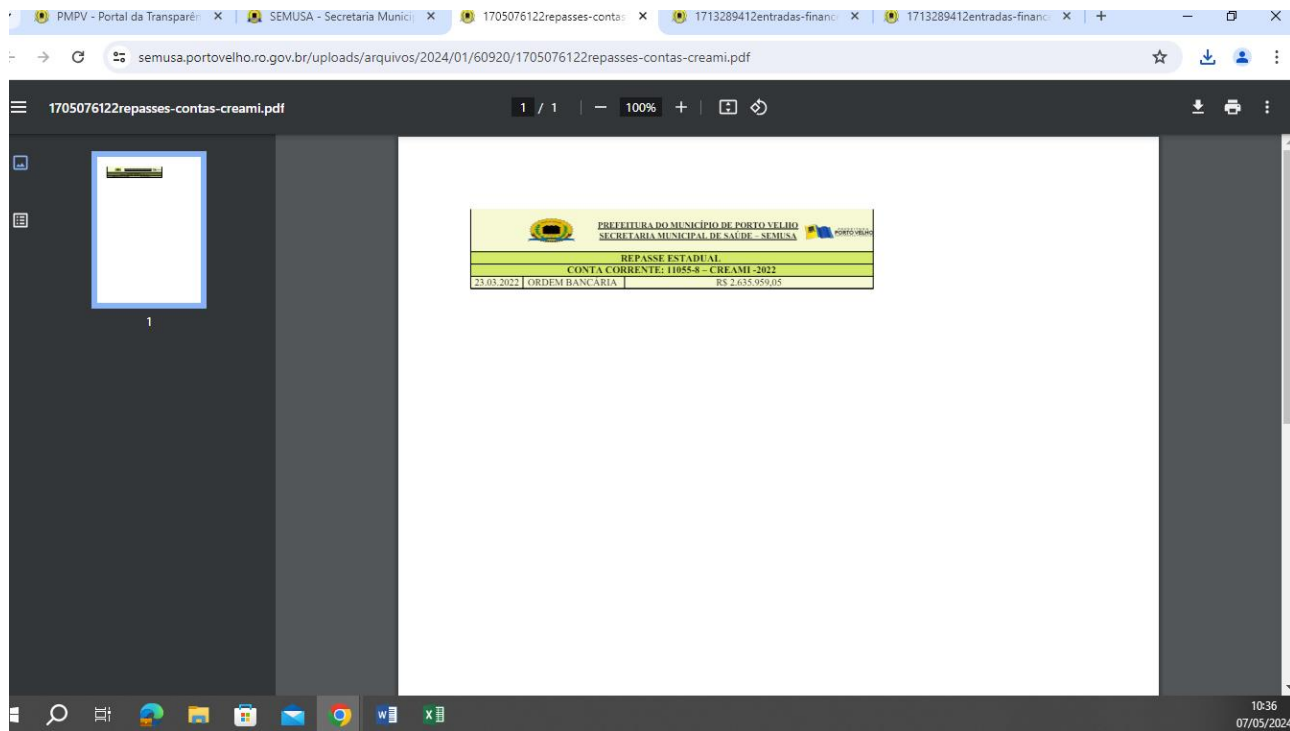 PMPV - Portal da Transparên
SEMUSA - Secretaria Munici
1705076122repasses-contas
1713289412entradas-financ
1713289412entradas-financ
semusa.portovelho.ro.gov.br/uploads/arquivos/2024/01/60920/1705076122repasses-contas-creami.pdf
1705076122repasses-contas-creami.pdf
1 / 1
100%
PREFEITURA DO MUNICÍPIO DE PORTO VELHO
SECRETARIA MUNICIPAL DE SAÚDE – SEMUSA
PORTO VELHO
REPASSE ESTADUAL
CONTA CORRENTE: 11055-8 – CREAMI -2022
23.03.2022 ORDEM BANCÁRIA R$ 2.635.959,05
1
10:36
07/05/2024